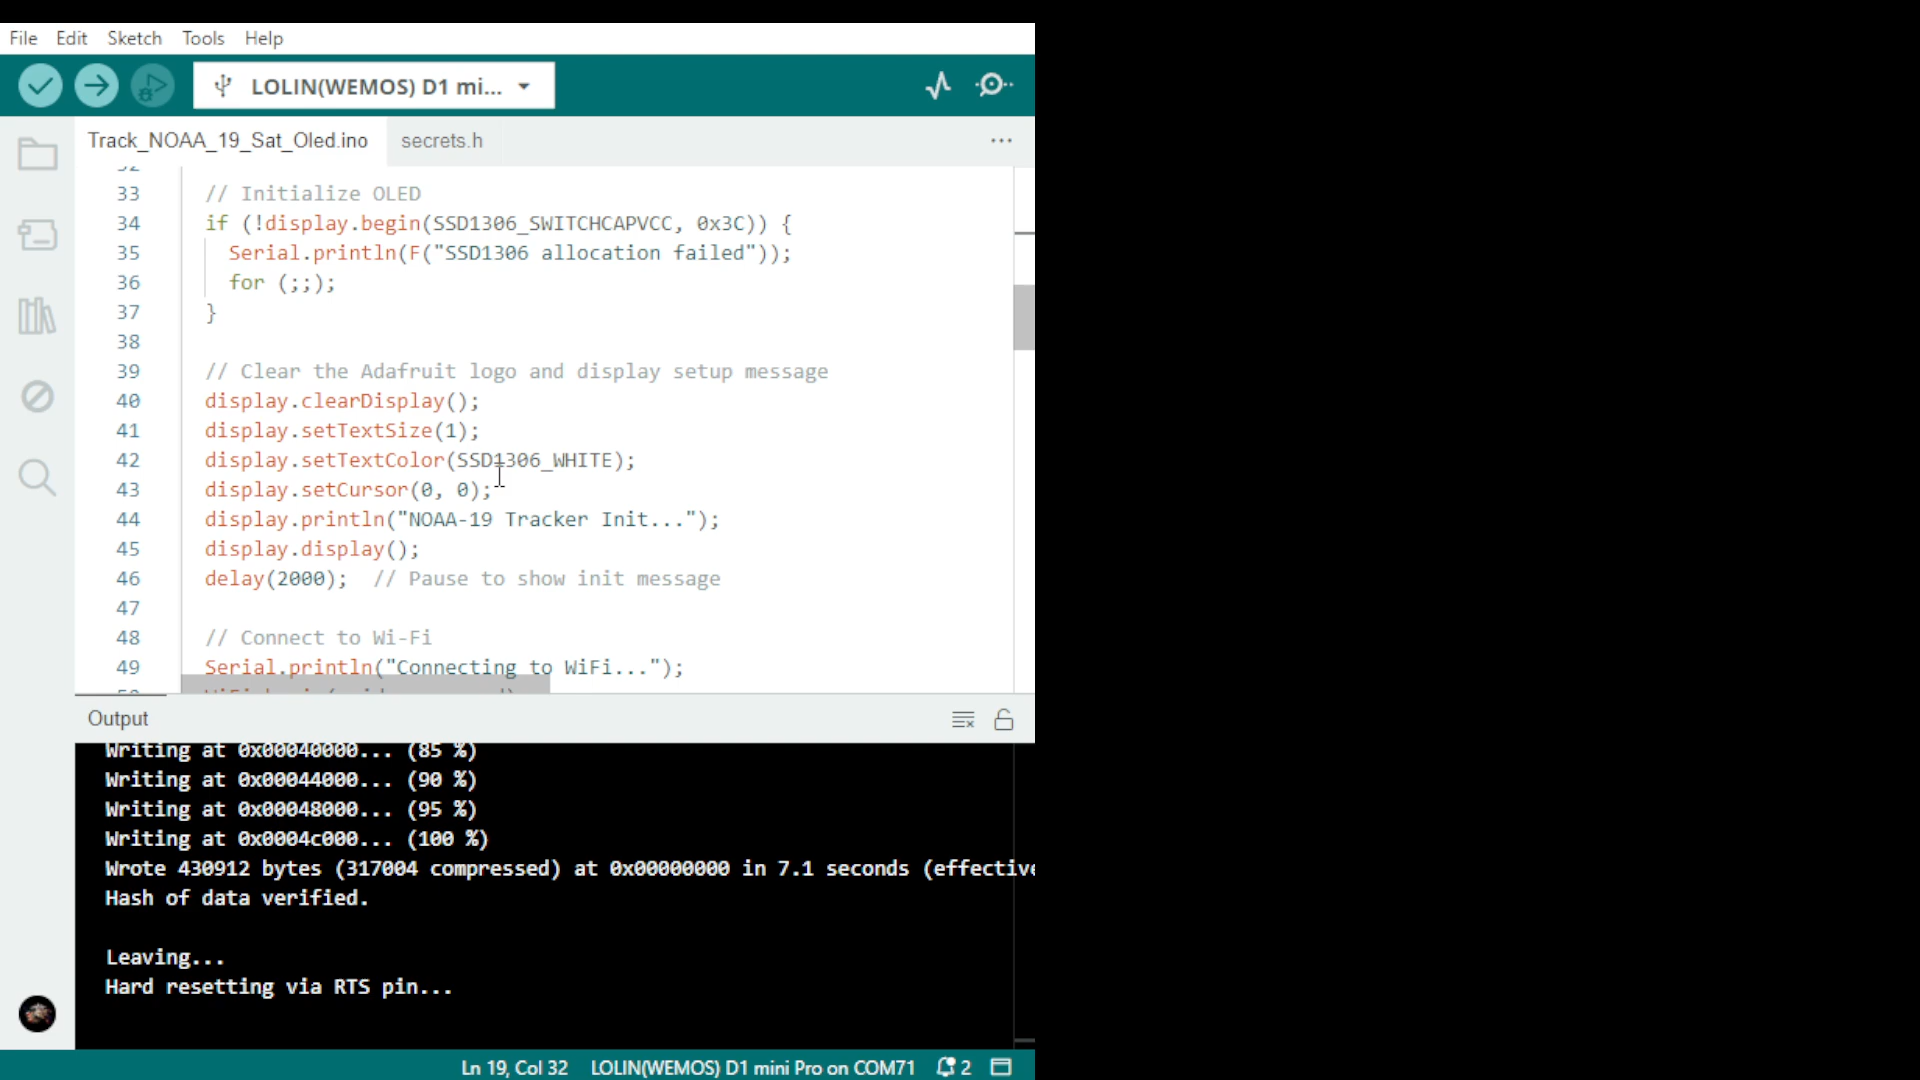 File Edit Sketch Tools Help
LOLIN(WEMOS) D1 mi...
Track_NOAA_19_Sat_Oled.ino secrets.h
33 // Initialize OLED
34 if (!display.begin(SSD1306_SWITCHCAPVCC, 0x3C)) {
35 Serial.println(F("SSD1306 allocation failed"));
36 for (;;);
37 }
38
39 // Clear the Adafruit logo and display setup message
40 display.clearDisplay();
41 display.setTextSize(1);
42 display.setTextColor(SSD1306_WHITE);
43 display.setCursor(0, 0);
44 display.println("NOAA-19 Tracker Init...");
45 display.display();
46 delay(2000); // Pause to show init message
47
48 // Connect to Wi-Fi
49 Serial.println("Connecting to WiFi...");
Output
Writing at 0x00040000... (85 %)
Writing at 0x00044000... (90 %)
Writing at 0x00048000... (95 %)
Writing at 0x0004c000... (100 %)
Wrote 430912 bytes (317004 compressed) at 0x00000000 in 7.1 seconds (effective
Hash of data verified.
Leaving...
Hard resetting via RTS pin...
Ln 19, Col 32 LOLIN(WEMOS) D1 mini Pro on COM71 2